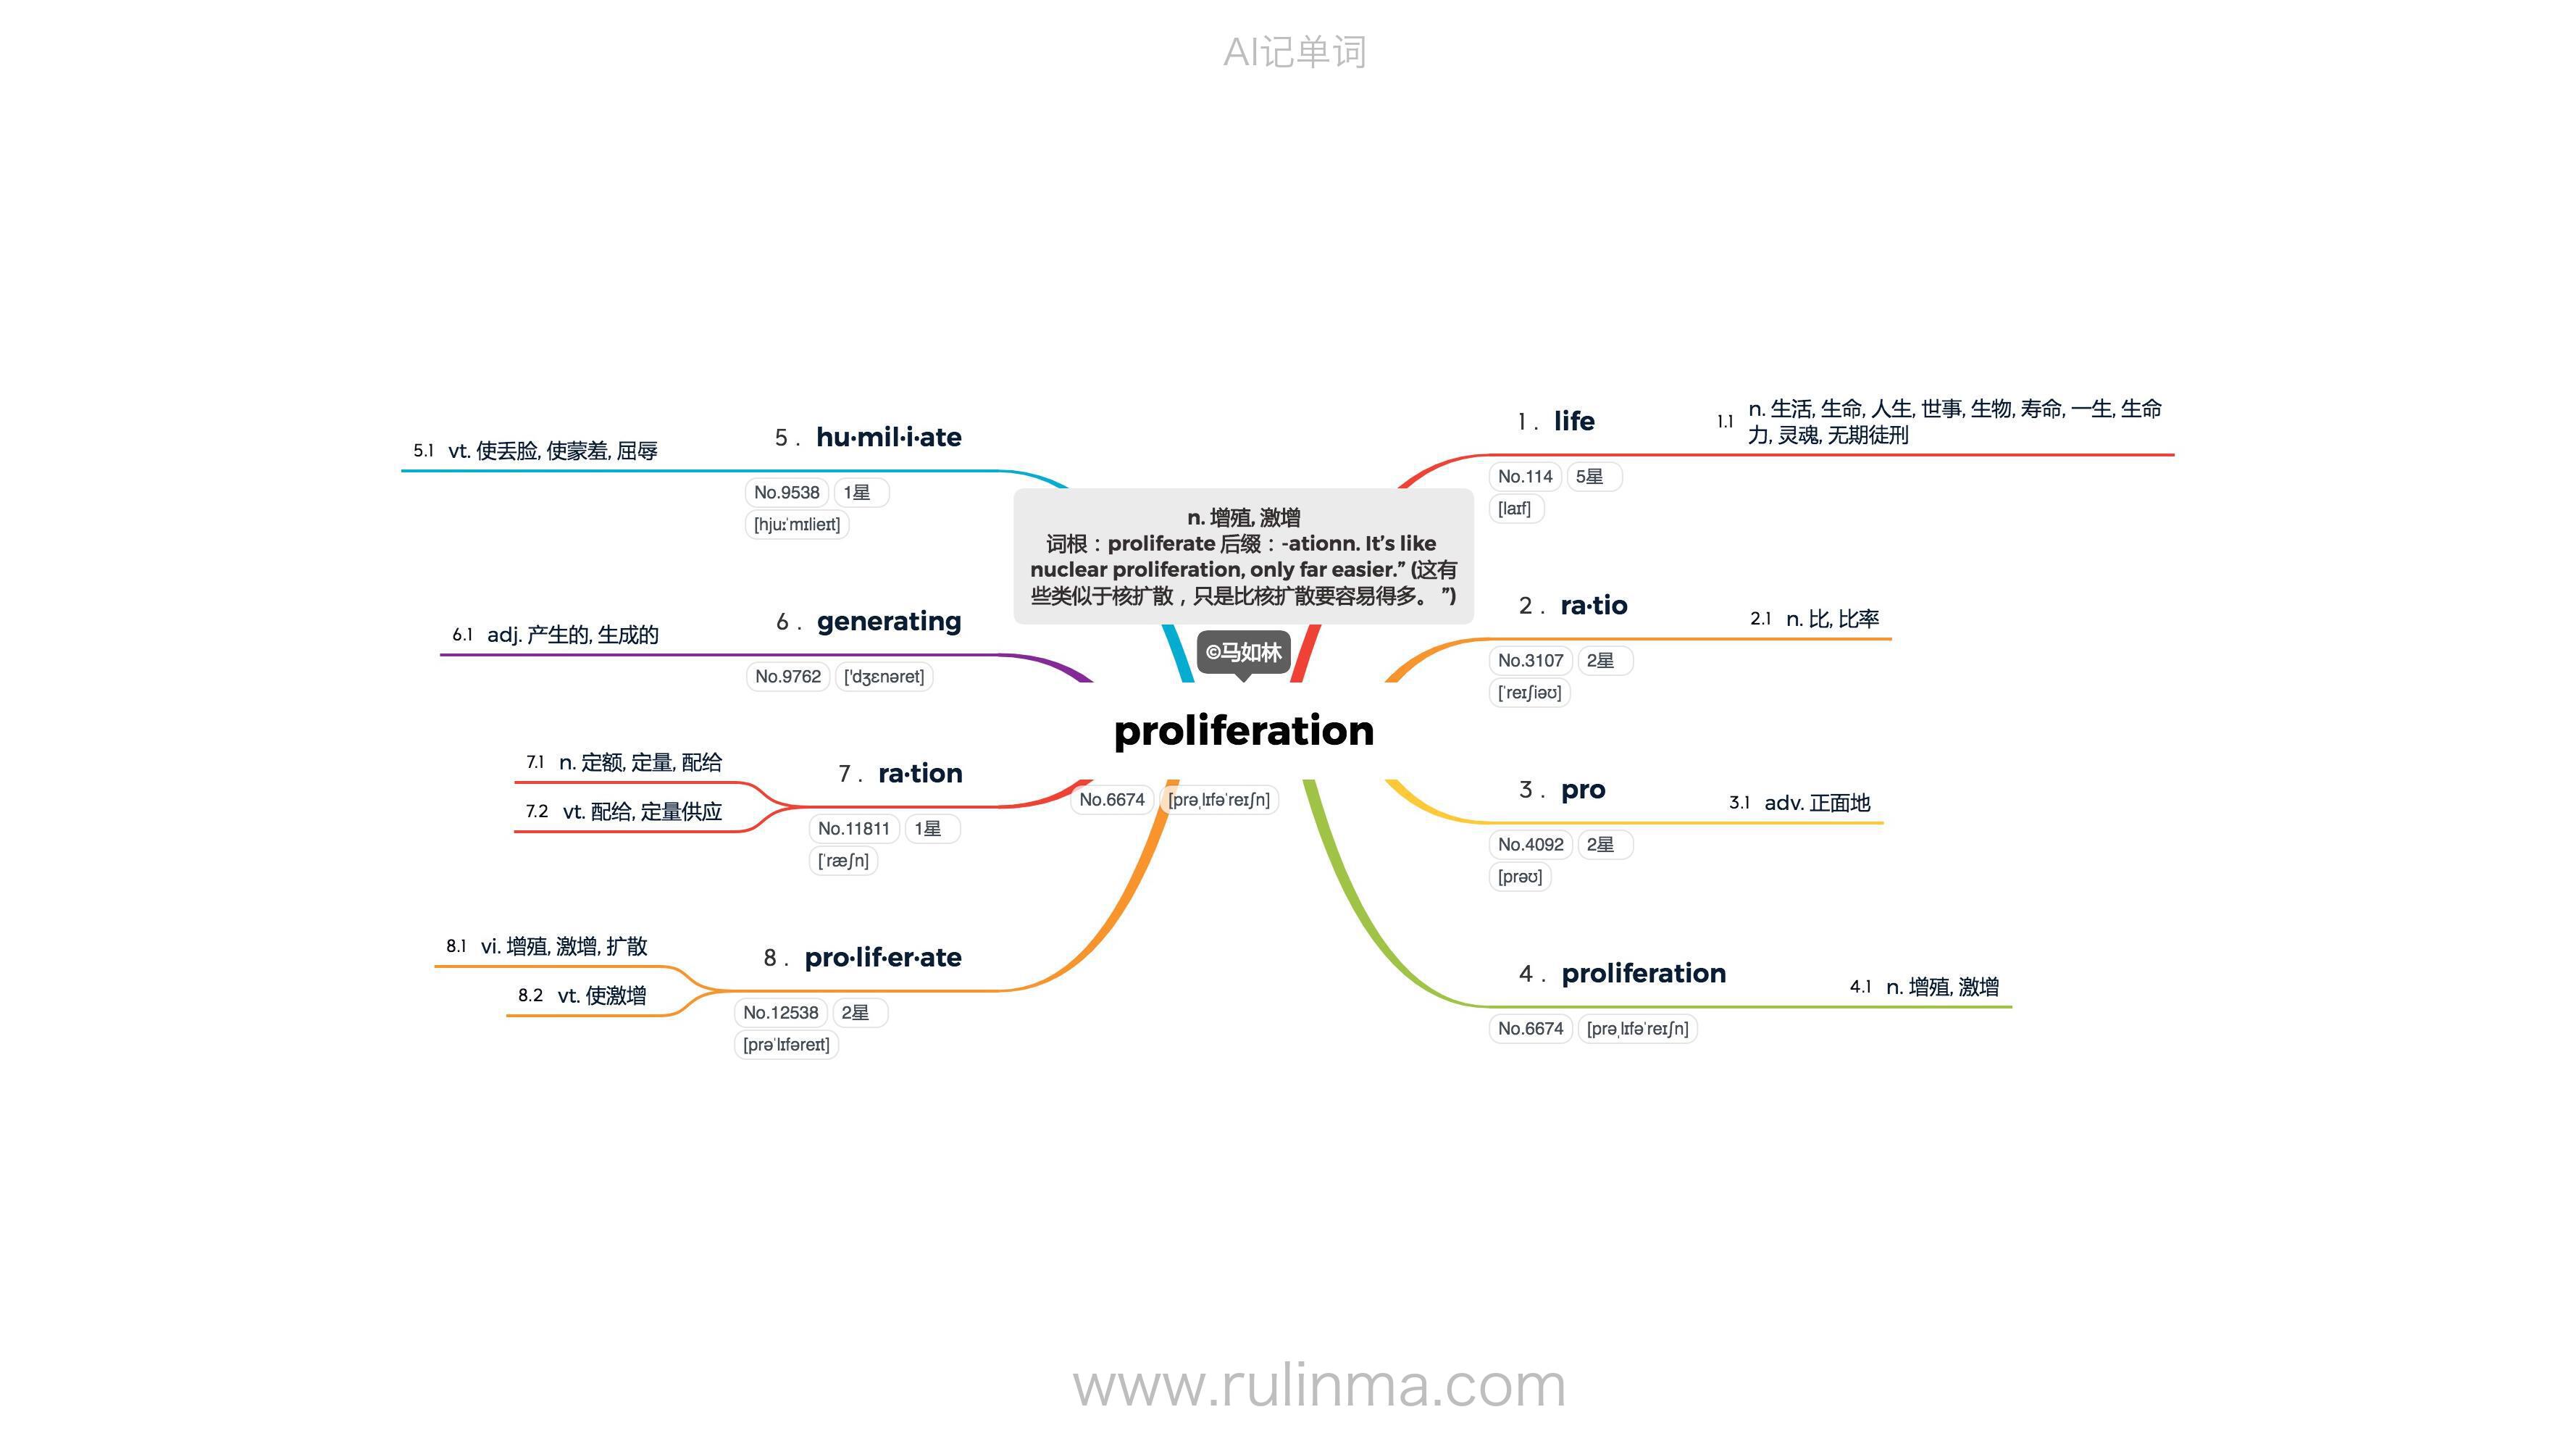 AI记单词
n. 增殖, 激增
词根：proliferate 后缀：-ationn. It’s like
nuclear proliferation, only far easier.” (这有
些类似于核扩散，只是比核扩散要容易得多。 ”)
©马如林
proliferation
No.6674 [prəˌlɪfəˈreɪʃn]
1. life
No.114 5星
[laɪf]
1.1 n. 生活, 生命, 人生, 世事, 生物, 寿命, 一生, 生命
力, 灵魂, 无期徒刑
2. ra·tio
No.3107 2星
[ˈreɪʃiəʊ]
2.1 n. 比, 比率
3. pro
No.4092 2星
[prəʊ]
3.1 adv. 正面地
4. proliferation
No.6674 [prəˌlɪfəˈreɪʃn]
4.1 n. 增殖, 激增
5. hu·mil·i·ate
No.9538 1星
[hjuːˈmɪlieɪt]
5.1 vt. 使丢脸, 使蒙羞, 屈辱
6. generating
No.9762 ['dʒɛnəret]
6.1 adj. 产生的, 生成的
7. ra·tion
No.11811 1星
[ˈræʃn]
7.1 n. 定额, 定量, 配给
7.2 vt. 配给, 定量供应
8. pro·lif·er·ate
No.12538 2星
[prəˈlɪfəreɪt]
8.1 vi. 增殖, 激增, 扩散
8.2 vt. 使激增
www.rulinma.com